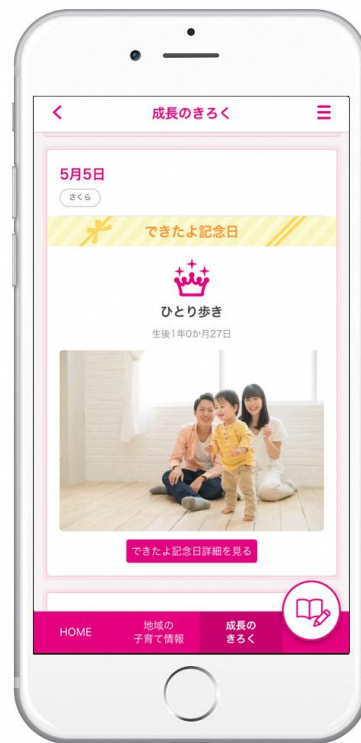 成長のきろく
5月5日
さくら
できたよ記念日
ひとり歩き
生後1年0か月27日
できたよ記念日詳細を見る
HOME
地域の
子育て情報
成長の
きろく